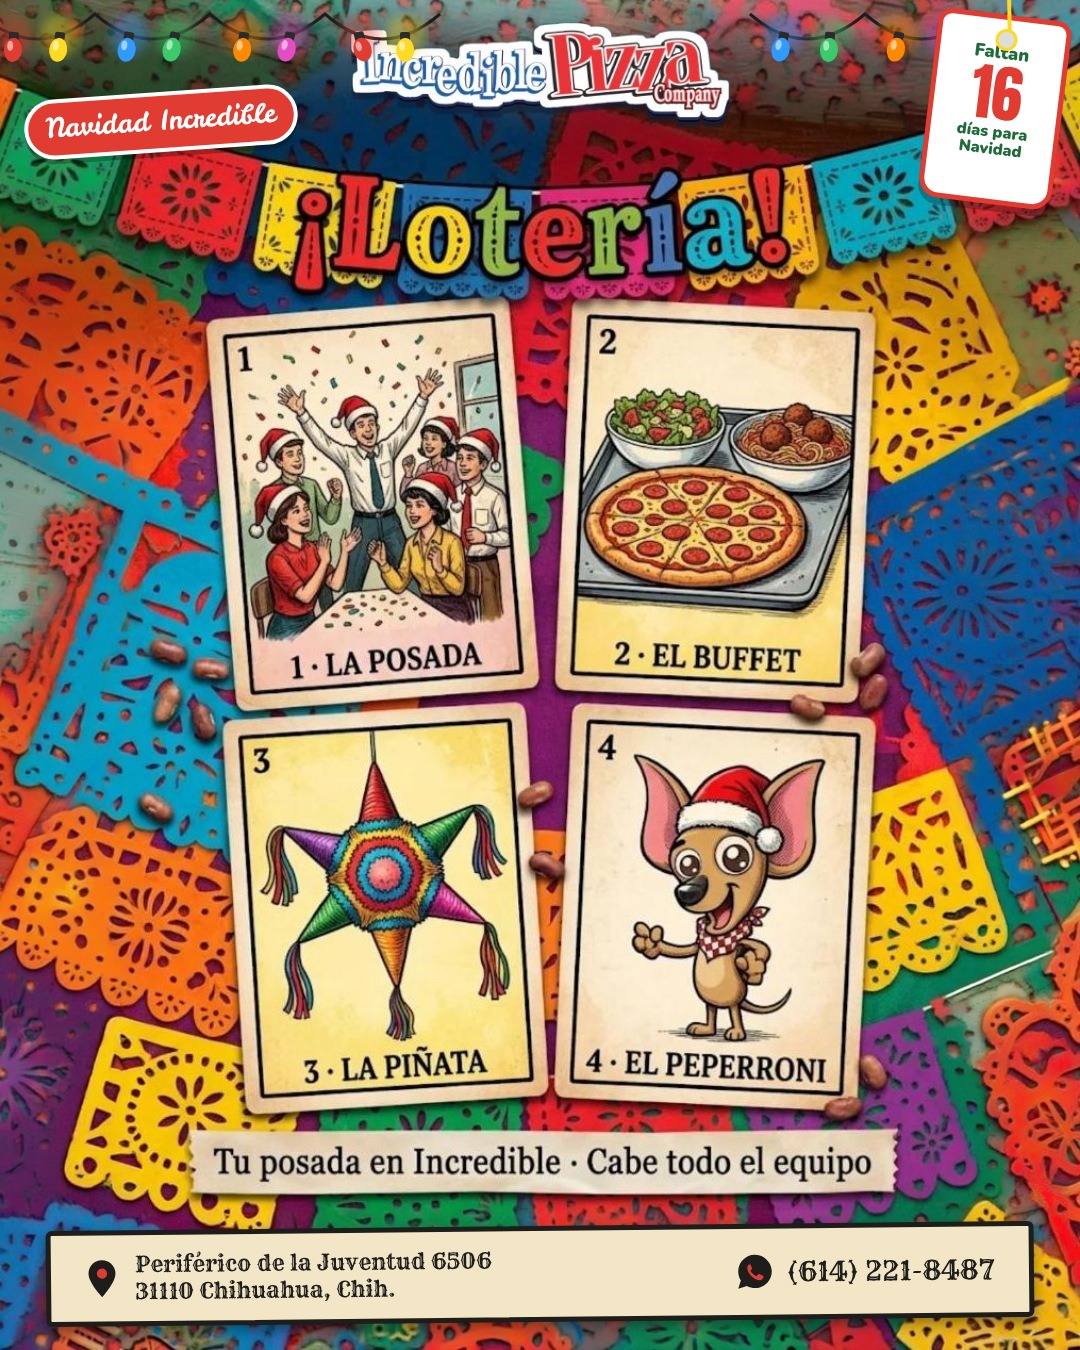 Incredible Pizza
Company
Navidad Incredible
Faltan
16
días para
Navidad
¡Lotería!
1
1 · LA POSADA
2
2 · EL BUFFET
3
3 · LA PIÑATA
4
4 · EL PEPERRONI
Tu posada en Incredible · Cabe todo el equipo
Periférico de la Juventud 6506
31110 Chihuahua, Chih.
(614) 221-8487